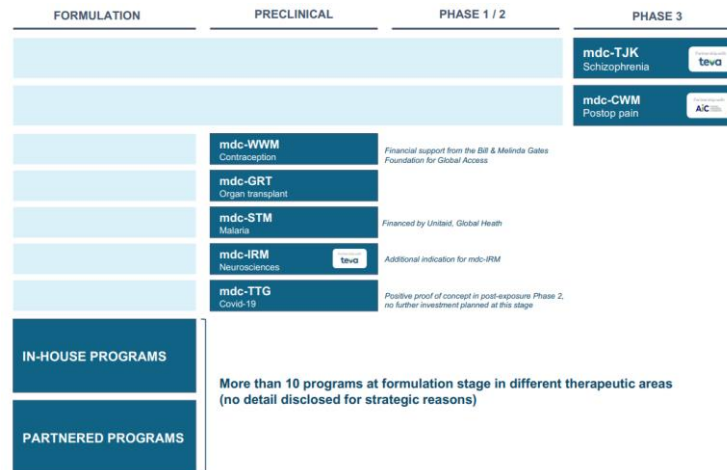 FORMULATION
PRECLINICAL
PHASE 1 / 2
PHASE 3
mdc-TJK
Schizophrenia
teva
mdc-CWM
Postop pain
AIC
mdc-WWM
Contraception
Financial support from the Bill & Melinda Gates
Foundation for Global Access
mdc-GRT
Organ transplant
mdc-STM
Malaria
Financed by Unitaid, Global Heath
mdc-IRM
Neurosciences
teva
Additional indication for mdc-IRM
mdc-TTG
Covid-19
Positive proof of concept in post-exposure Phase 2,
no further investment planned at this stage
IN-HOUSE PROGRAMS
More than 10 programs at formulation stage in different therapeutic areas
(no detail disclosed for strategic reasons)
PARTNERED PROGRAMS